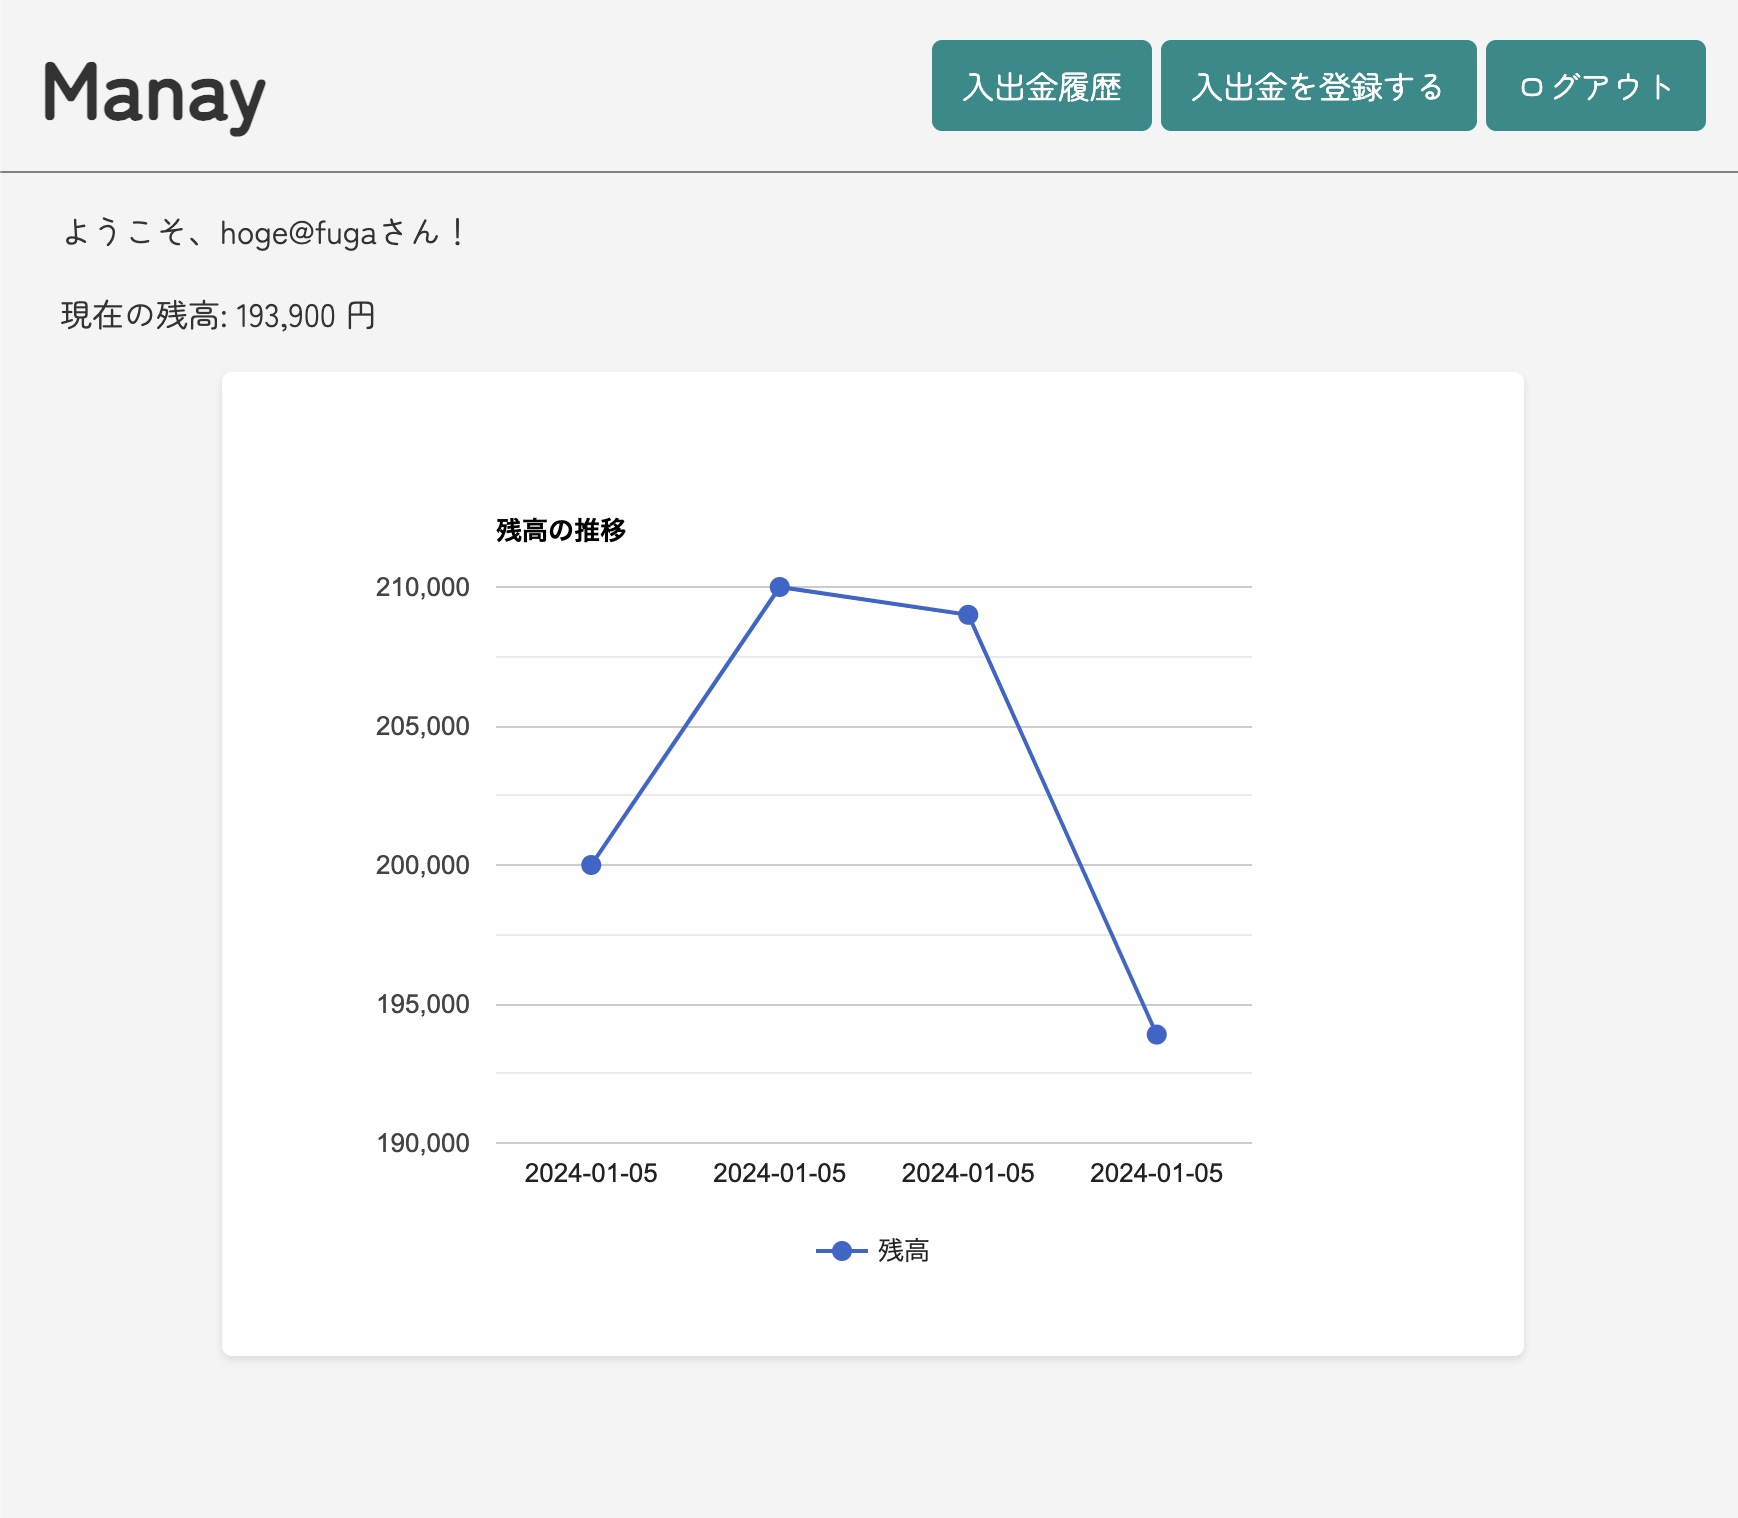 Manay
入出金履歴
入出金を登録する
ログアウト
ようこそ、hoge@fugaさん！
現在の残高: 193,900 円
残高の推移
210,000
205,000
200,000
195,000
190,000
2024-01-05 2024-01-05 2024-01-05 2024-01-05
残高